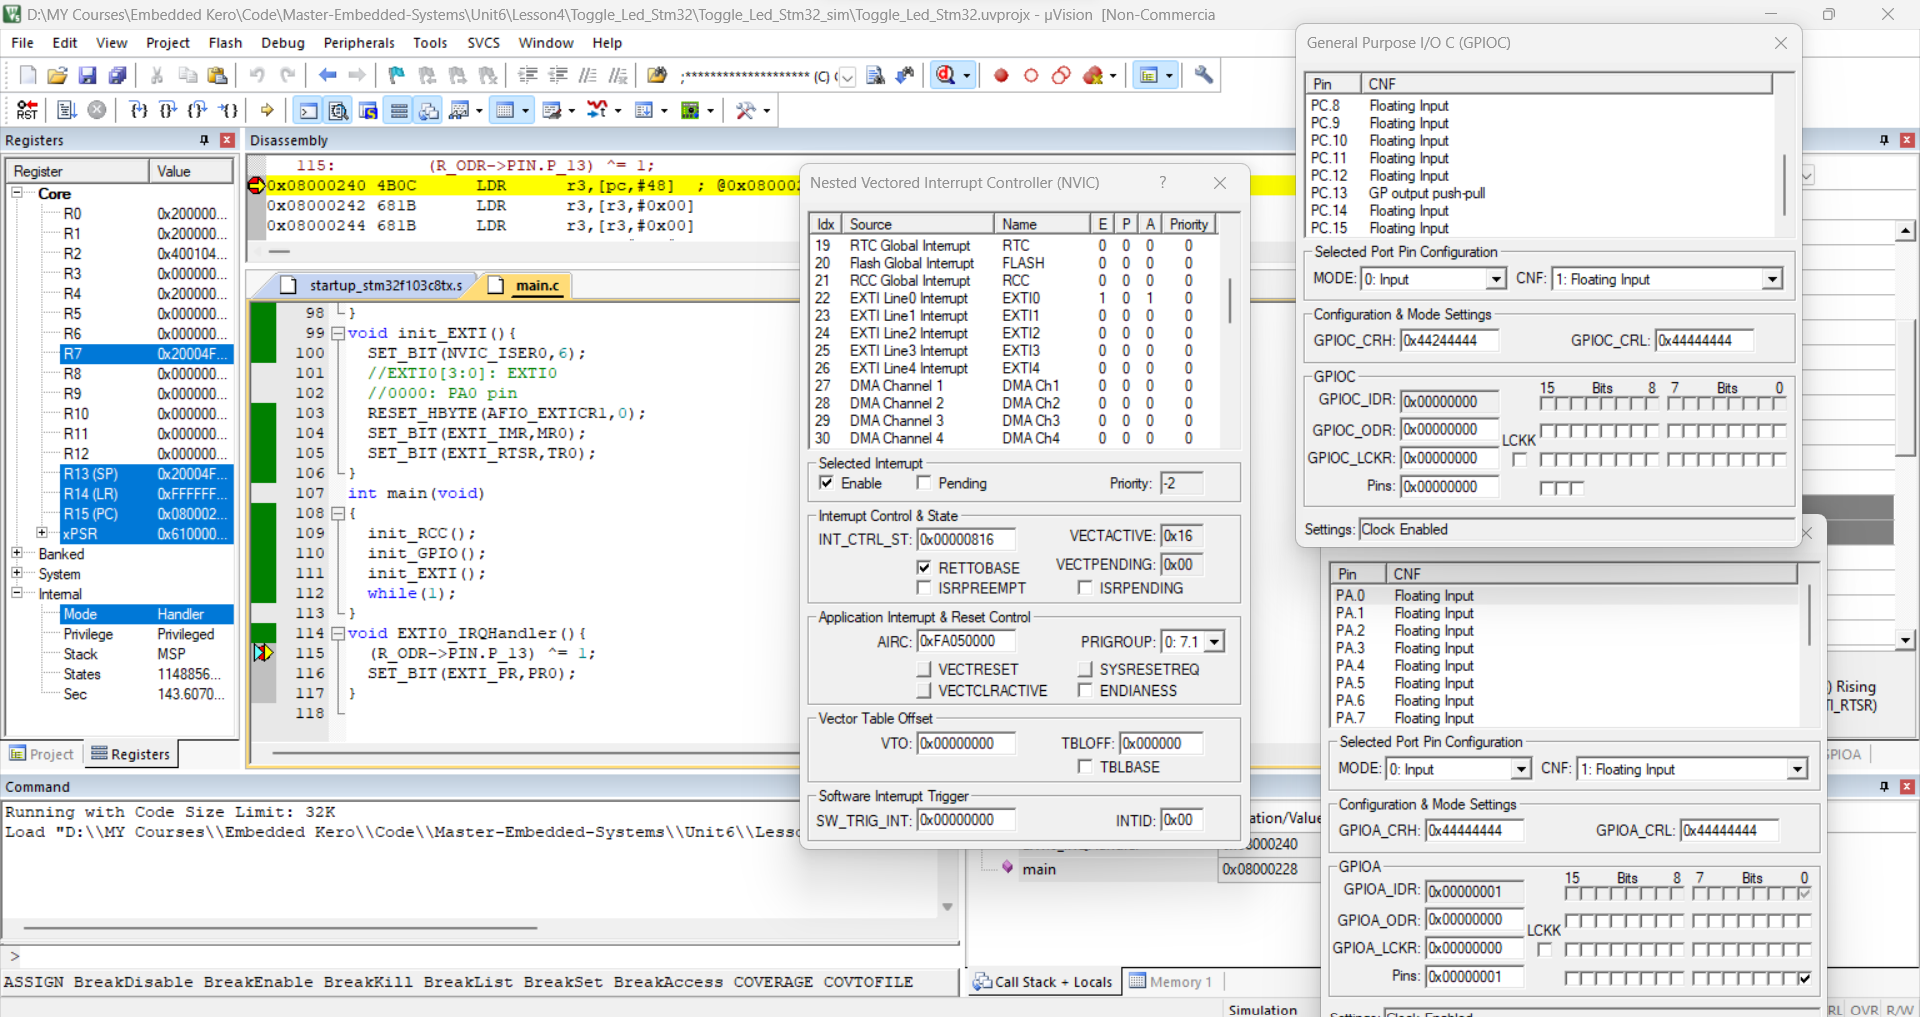 D:\MY Courses\Embedded Kero\Code\Master-Embedded-Systems\Unit6\Lesson4\Toggle_Led_Stm32\Toggle_Led_Stm32_sim\Toggle_Led_Stm32.uvprojx - µVision [Non-Commercia
File Edit View Project Flash Debug Peripherals Tools SVCS Window Help
;******************** (C)
RST
Registers
Register Value
Core
R0 0x200000...
R1 0x200000...
R2 0x400104...
R3 0x000000...
R4 0x200000...
R5 0x000000...
R6 0x000000...
R7 0x20004F...
R8 0x000000...
R9 0x000000...
R10 0x000000...
R11 0x000000...
R12 0x000000...
R13 (SP) 0x20004F...
R14 (LR) 0xFFFFFF...
R15 (PC) 0x080002...
xPSR 0x610000...
Banked
System
Internal
Mode Handler
Privilege Privileged
Stack MSP
States 1148856...
Sec 143.6070...
Project Registers
Disassembly
115: (R_ODR->PIN.P_13) ^= 1;
0x08000240 4B0C LDR r3,[pc,#48] ; @0x080002
0x08000242 681B LDR r3,[r3,#0x00]
0x08000244 681B LDR r3,[r3,#0x00]
startup_stm32f103c8tx.s main.c
98 }
99 void init_EXTI(){
100 SET_BIT(NVIC_ISER0,6);
101 //EXTI0[3:0]: EXTI0
102 //0000: PA0 pin
103 RESET_HBYTE(AFIO_EXTICR1,0);
104 SET_BIT(EXTI_IMR,MR0);
105 SET_BIT(EXTI_RTSR,TR0);
106 }
107 int main(void)
108 {
109 init_RCC();
110 init_GPIO();
111 init_EXTI();
112 while(1);
113 }
114 void EXTI0_IRQHandler(){
115 (R_ODR->PIN.P_13) ^= 1;
116 SET_BIT(EXTI_PR,PR0);
117 }
118
Command
Running with Code Size Limit: 32K
Load "D:\\MY Courses\\Embedded Kero\\Code\\Master-Embedded-Systems\\Unit6\\Less
>
ASSIGN BreakDisable BreakEnable BreakKill BreakList BreakSet BreakAccess COVERAGE COVTOFILE
Nested Vectored Interrupt Controller (NVIC) ?
Idx Source Name E P A Priority
19 RTC Global Interrupt RTC 0 0 0 0
20 Flash Global Interrupt FLASH 0 0 0 0
21 RCC Global Interrupt RCC 0 0 0 0
22 EXTI Line0 Interrupt EXTI0 1 0 1 0
23 EXTI Line1 Interrupt EXTI1 0 0 0 0
24 EXTI Line2 Interrupt EXTI2 0 0 0 0
25 EXTI Line3 Interrupt EXTI3 0 0 0 0
26 EXTI Line4 Interrupt EXTI4 0 0 0 0
27 DMA Channel 1 DMA Ch1 0 0 0 0
28 DMA Channel 2 DMA Ch2 0 0 0 0
29 DMA Channel 3 DMA Ch3 0 0 0 0
30 DMA Channel 4 DMA Ch4 0 0 0 0
Selected Interrupt
Enable Pending Priority: -2
Interrupt Control & State
INT_CTRL_ST: 0x00000816 VECTACTIVE: 0x16
RETTOBASE VECTPENDING: 0x00
ISRPREEMPT ISRPENDING
Application Interrupt & Reset Control
AIRC: 0xFA050000 PRIGROUP: 0: 7.1
VECTRESET SYSRESETREQ
VECTCLRACTIVE ENDIANESS
Vector Table Offset
VTO: 0x00000000 TBLOFF: 0x000000
TBLBASE
Software Interrupt Trigger
SW_TRIG_INT: 0x00000000 INTID: 0x00
ation/Value
main 0x08000228
Call Stack + Locals Memory 1
Simulation
General Purpose I/O C (GPIOC)
Pin CNF
PC.8 Floating Input
PC.9 Floating Input
PC.10 Floating Input
PC.11 Floating Input
PC.12 Floating Input
PC.13 GP output push-pull
PC.14 Floating Input
PC.15 Floating Input
Selected Port Pin Configuration
MODE: 0: Input CNF: 1: Floating Input
Configuration & Mode Settings
GPIOC_CRH: 0x44244444 GPIOC_CRL: 0x44444444
GPIOC
15 Bits 8 7 Bits 0
GPIOC_IDR: 0x00000000
GPIOC_ODR: 0x00000000
LCKK
GPIOC_LCKR: 0x00000000
Pins: 0x00000000
Settings: Clock Enabled
Pin CNF
PA.0 Floating Input
PA.1 Floating Input
PA.2 Floating Input
PA.3 Floating Input
PA.4 Floating Input
PA.5 Floating Input
PA.6 Floating Input
PA.7 Floating Input
Selected Port Pin Configuration
MODE: 0: Input CNF: 1: Floating Input
Configuration & Mode Settings
GPIOA_CRH: 0x44444444 GPIOA_CRL: 0x44444444
GPIOA
15 Bits 8 7 Bits 0
GPIOA_IDR: 0x00000001
GPIOA_ODR: 0x00000000
LCKK
GPIOA_LCKR: 0x00000000
Pins: 0x00000001
) Rising
I_RTSR)
GPIOA
RL OVR R/W